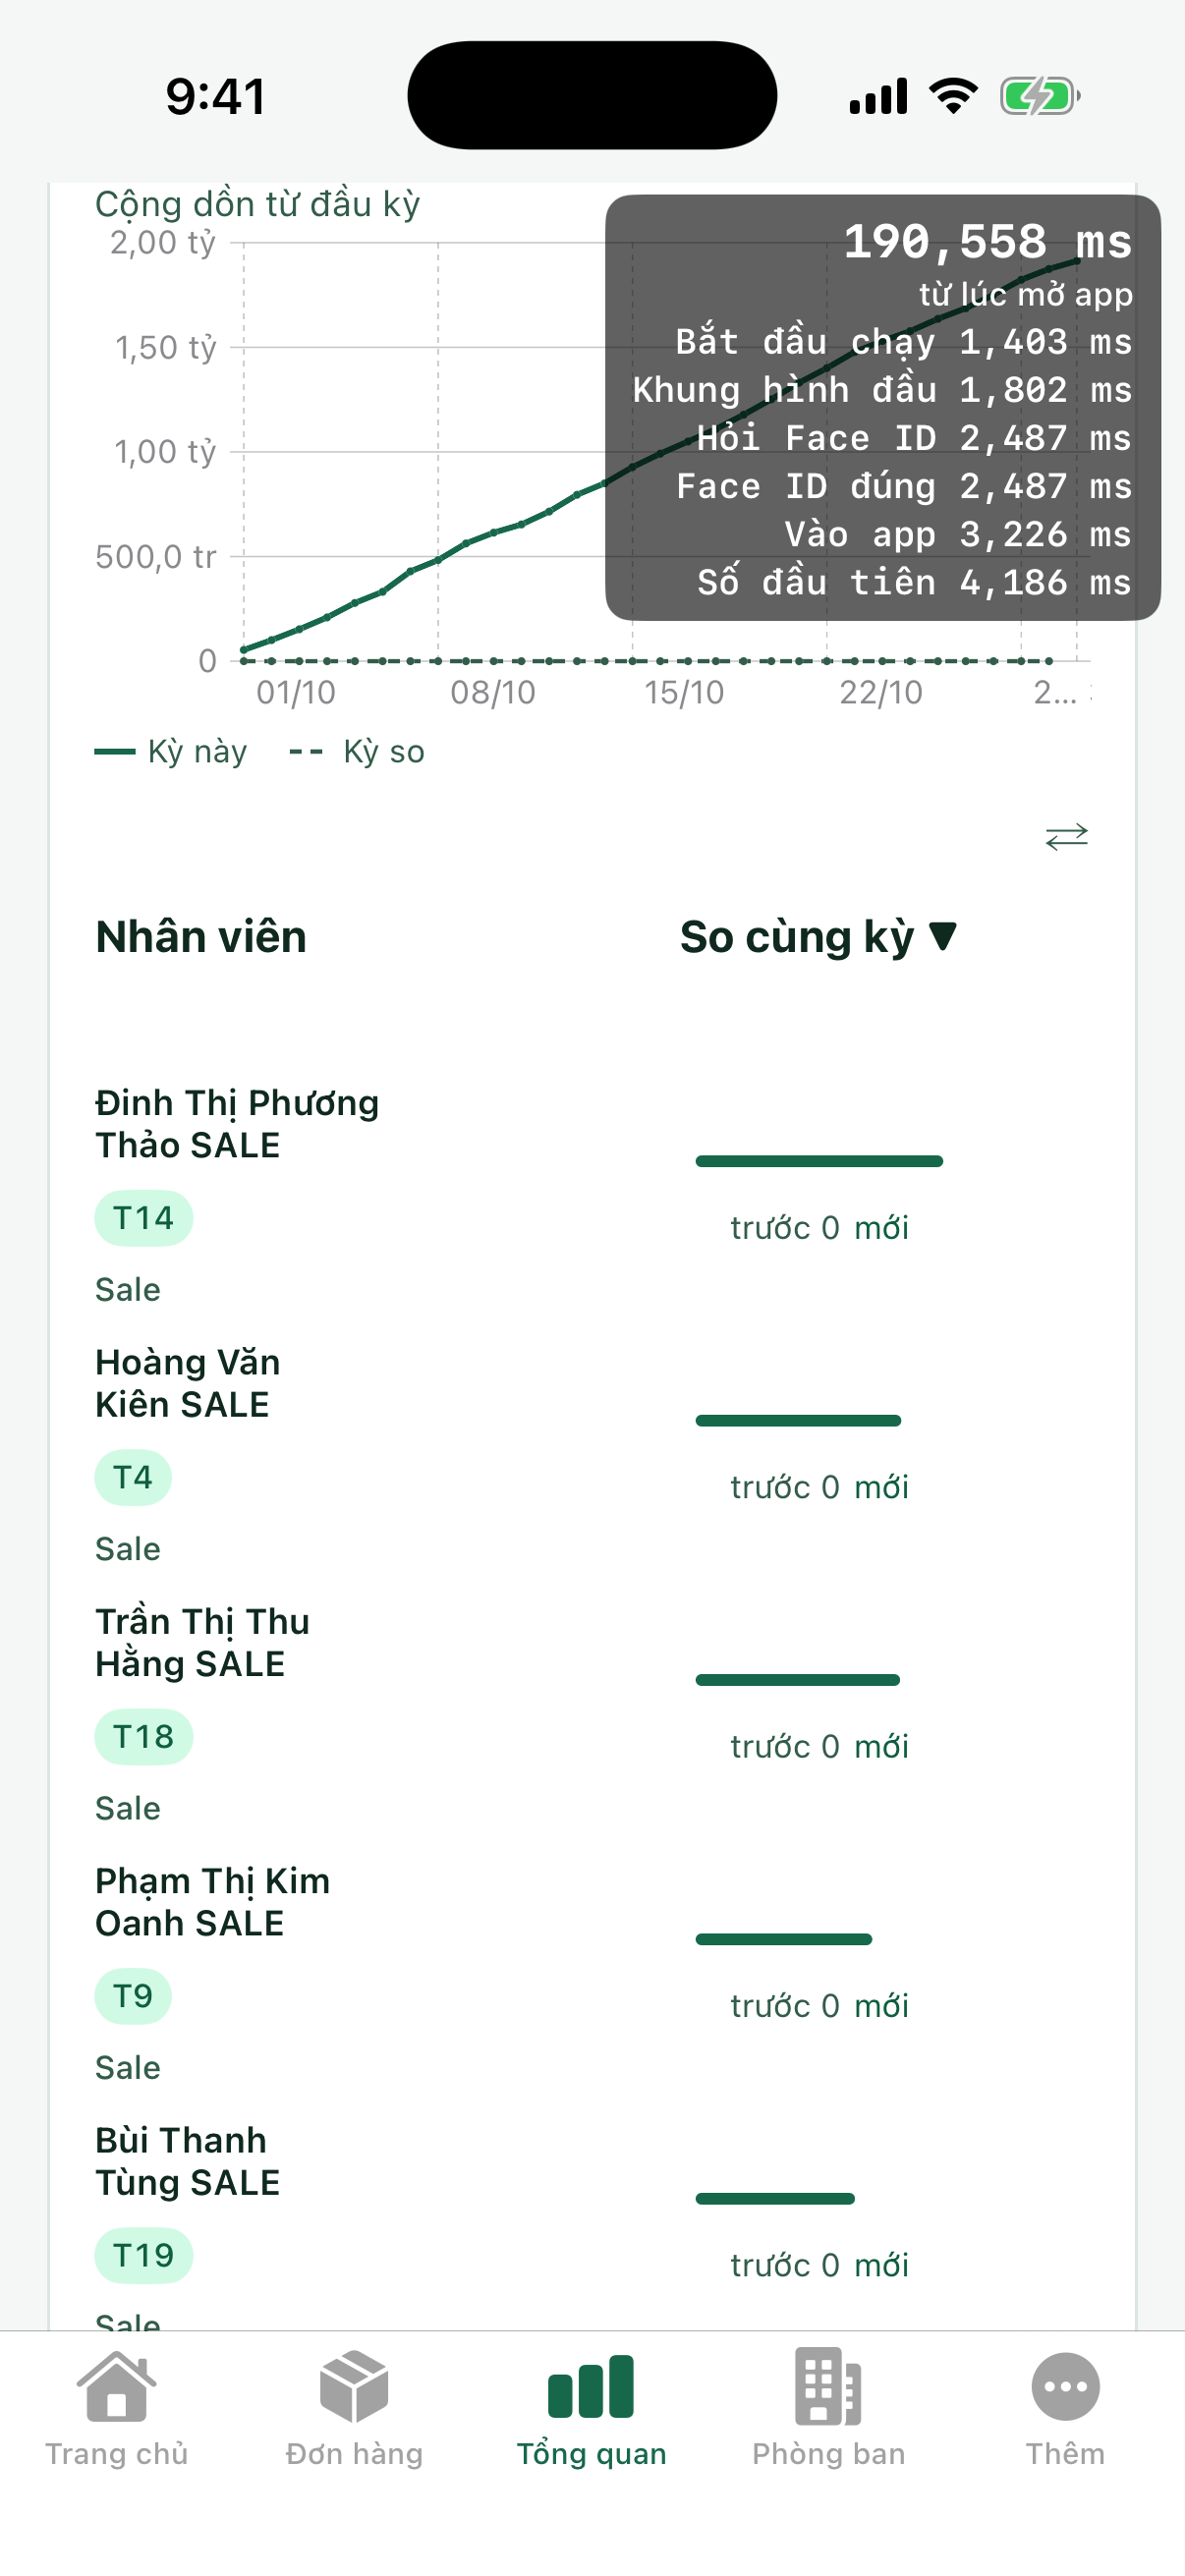 9:41
Cộng dồn từ đầu kỳ
2,00 tỷ
1,50 tỷ
1,00 tỷ
500,0 tr
0
190,558 ms
từ lúc mở app
Bắt đầu chạy 1,403 ms
Khung hình đầu 1,802 ms
Hỏi Face ID 2,487 ms
Face ID đúng 2,487 ms
Vào app 3,226 ms
Số đầu tiên 4,186 ms
01/10 08/10 15/10 22/10 2...
Kỳ này Kỳ so
Nhân viên So cùng kỳ ▼
Đinh Thị Phương
Thảo SALE
T14
trước 0 mới
Sale
Hoàng Văn
Kiên SALE
T4
trước 0 mới
Sale
Trần Thị Thu
Hằng SALE
T18
trước 0 mới
Sale
Phạm Thị Kim
Oanh SALE
T9
trước 0 mới
Sale
Bùi Thanh
Tùng SALE
T19
trước 0 mới
Sale
Trang chủ Đơn hàng Tổng quan Phòng ban Thêm